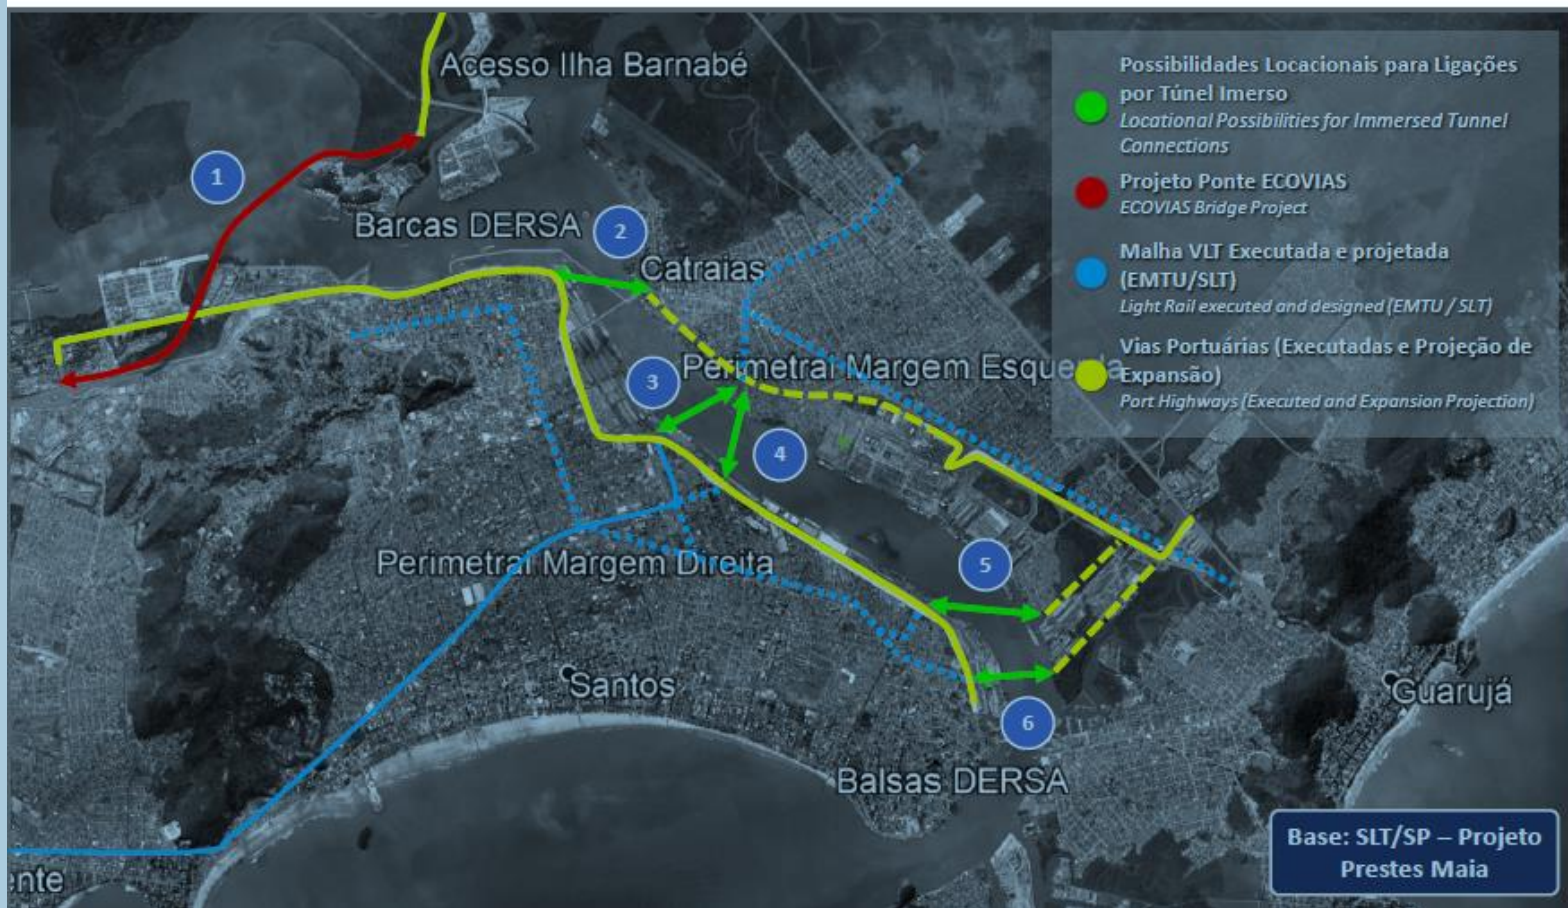 Acesso Ilha Barnabé
1
Barcas DERSA
2
Catraias
3
Perimetral Margem Esquerda
4
Perimetral Margem Direita
5
Santos
6
Guarujá
Balsas DERSA
ente
Possibilidades Locacionais para Ligações
por Túnel Imerso
Locational Possibilities for Immersed Tunnel
Connections
Projeto Ponte ECOVIAS
ECOVIAS Bridge Project
Malha VLT Executada e projetada
(EMTU/SLT)
Light Rail executed and designed (EMTU / SLT)
Vias Portuárias (Executadas e Projeção de
Expansão)
Port Highways (Executed and Expansion Projection)
Base: SLT/SP – Projeto
Prestes Maia